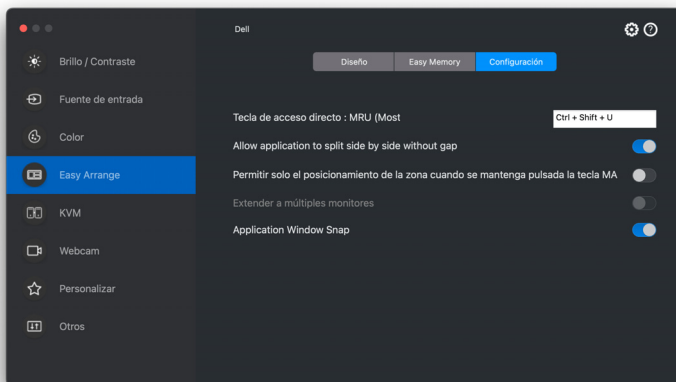 Dell
Brillo / Contraste
Fuente de entrada
Color
Easy Arrange
KVM
Webcam
Personalizar
Otros
Diseño
Easy Memory
Configuración
Tecla de acceso directo : MRU (Most
Ctrl + Shift + U
Allow application to split side by side without gap
Permitir solo el posicionamiento de la zona cuando se mantenga pulsada la tecla MA
Extender a múltiples monitores
Application Window Snap